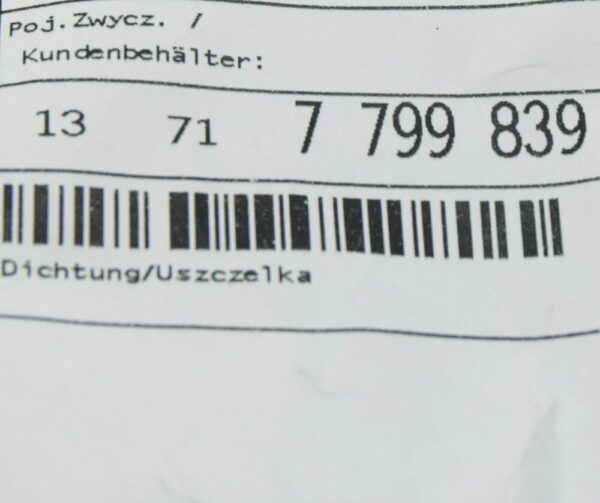 Poj.Zwycz. /
Kundenbehälter:
13 71 7 799 839
Dichtung/Uszczelka